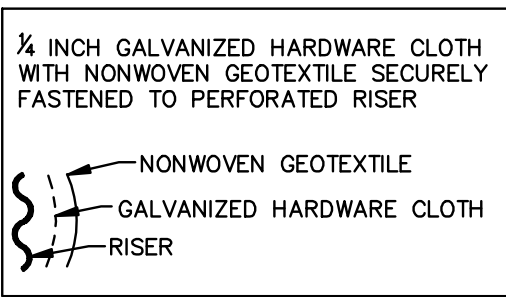 ¼ INCH GALVANIZED HARDWARE CLOTH
WITH NONWOVEN GEOTEXTILE SECURELY
FASTENED TO PERFORATED RISER
NONWOVEN GEOTEXTILE
GALVANIZED HARDWARE CLOTH
RISER